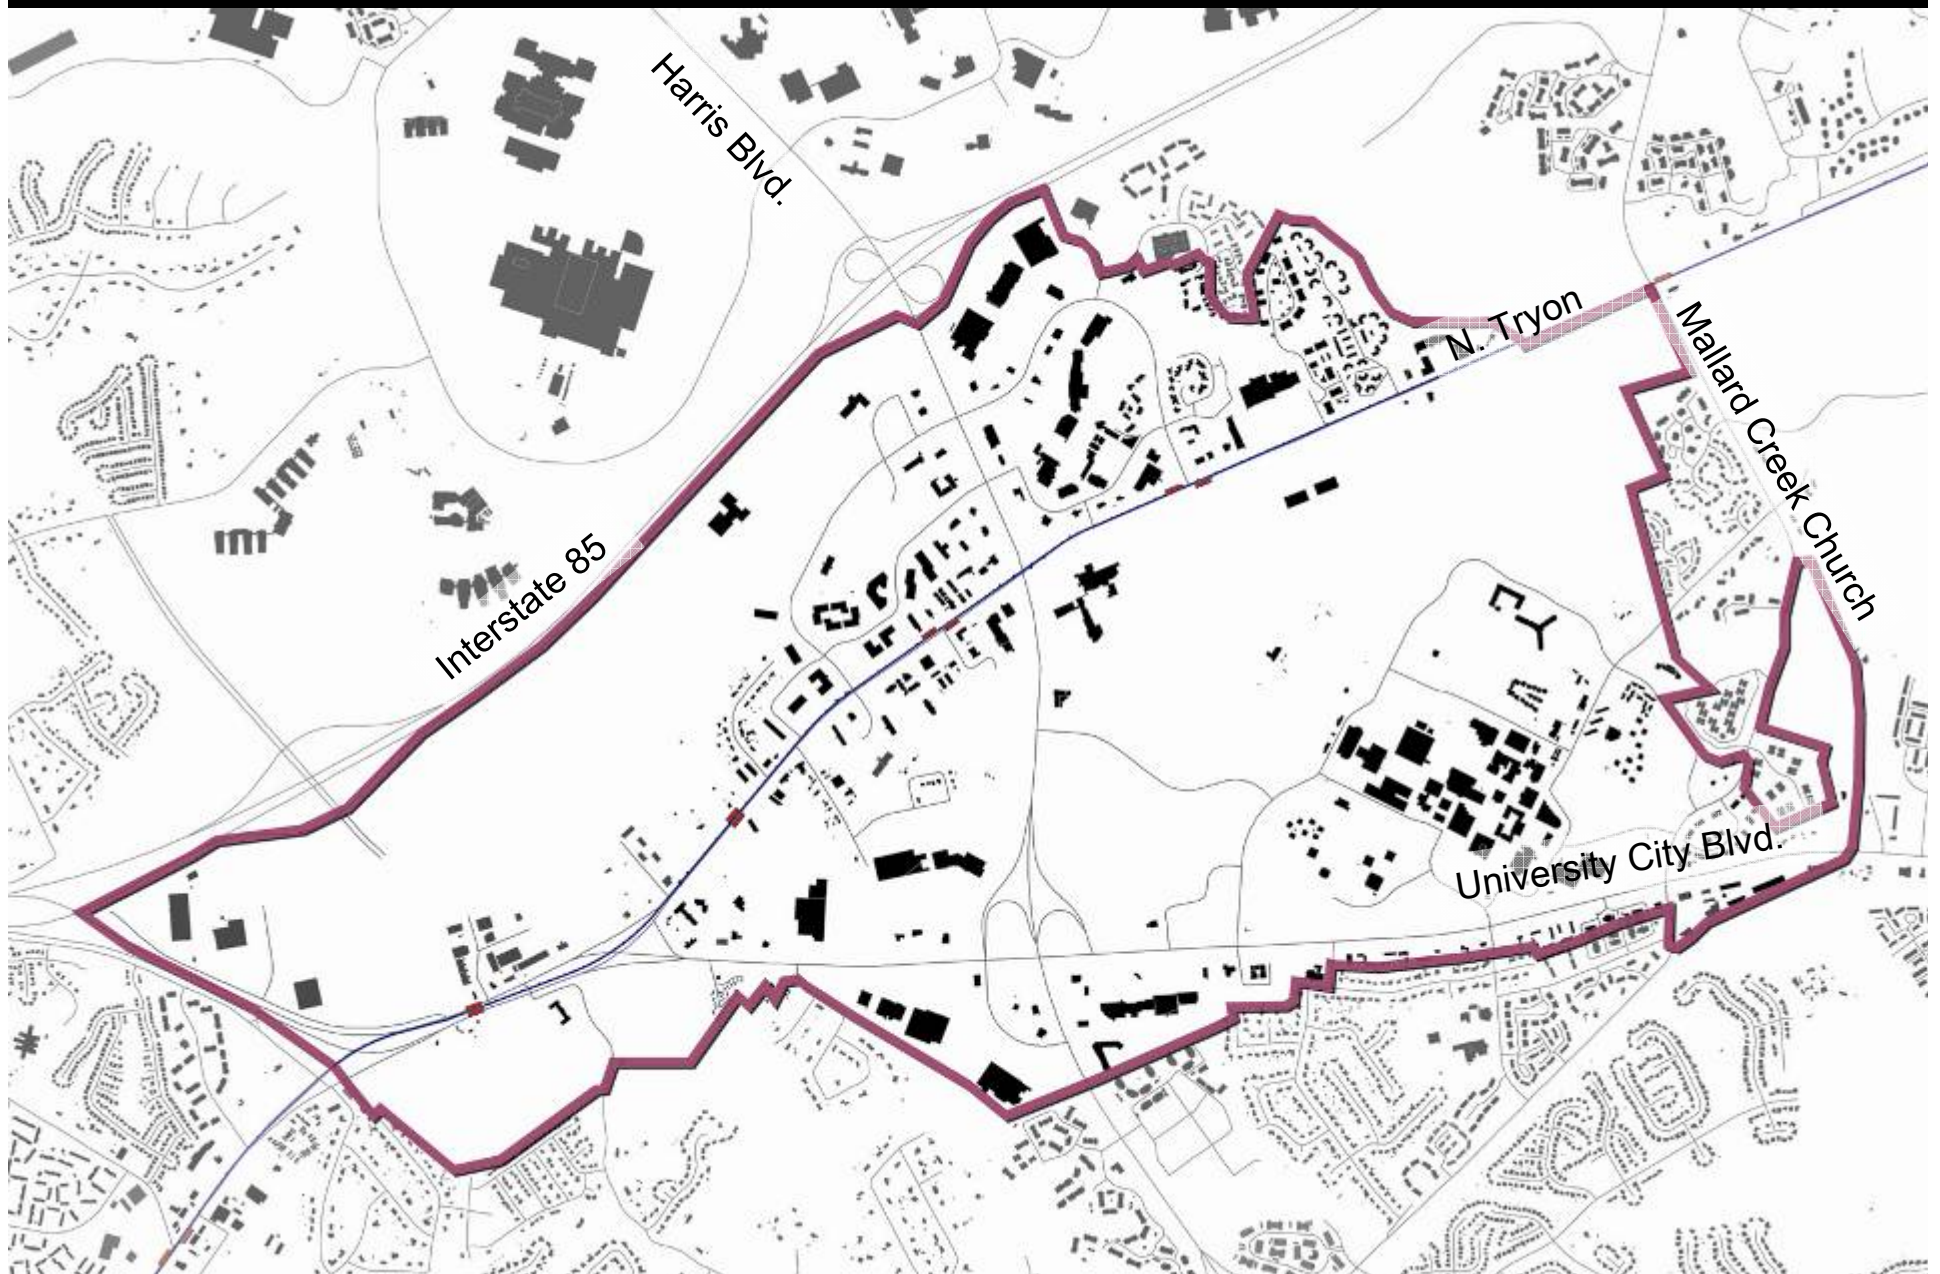 Harris Blvd.
N. Tryon
Mallard Creek Church
Interstate 85
University City Blvd.